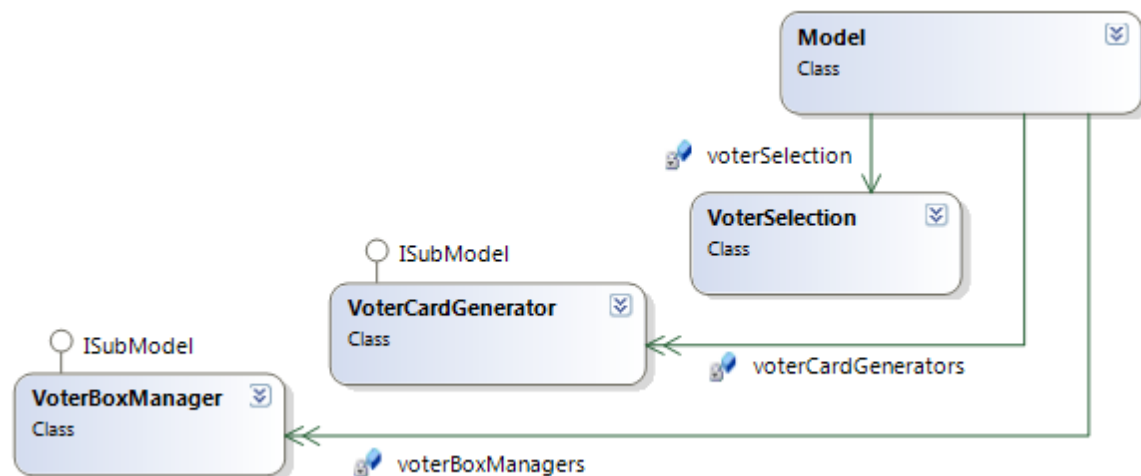 Model
Class
voterSelection
VoterSelection
Class
ISubModel
VoterCardGenerator
Class
voterCardGenerators
ISubModel
VoterBoxManager
Class
voterBoxManagers